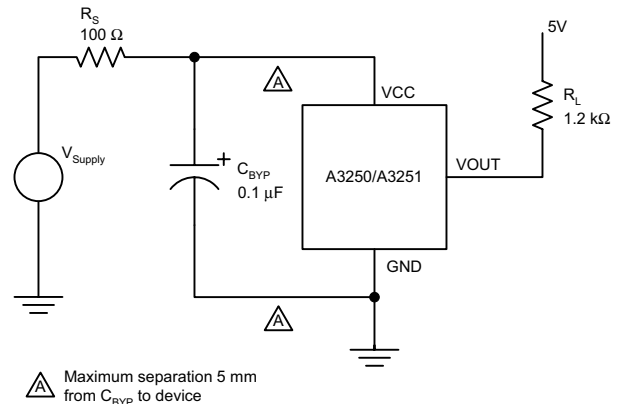 R_S
100 Ω
5V
A
VCC
R_L
1.2 kΩ
V_Supply
+
C_BYP
0.1 μF
A3250/A3251
VOUT
GND
A
A Maximum separation 5 mm
from C_BYP to device